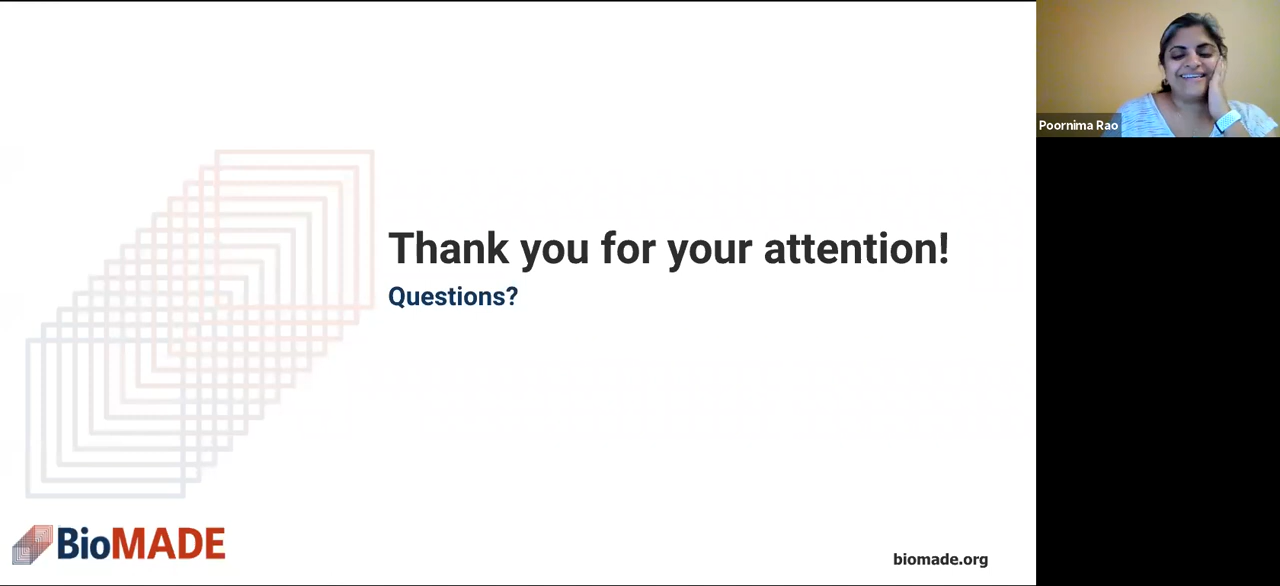 Thank you for your attention!
Questions?
BioMADE
biomade.org
Poornima Rao